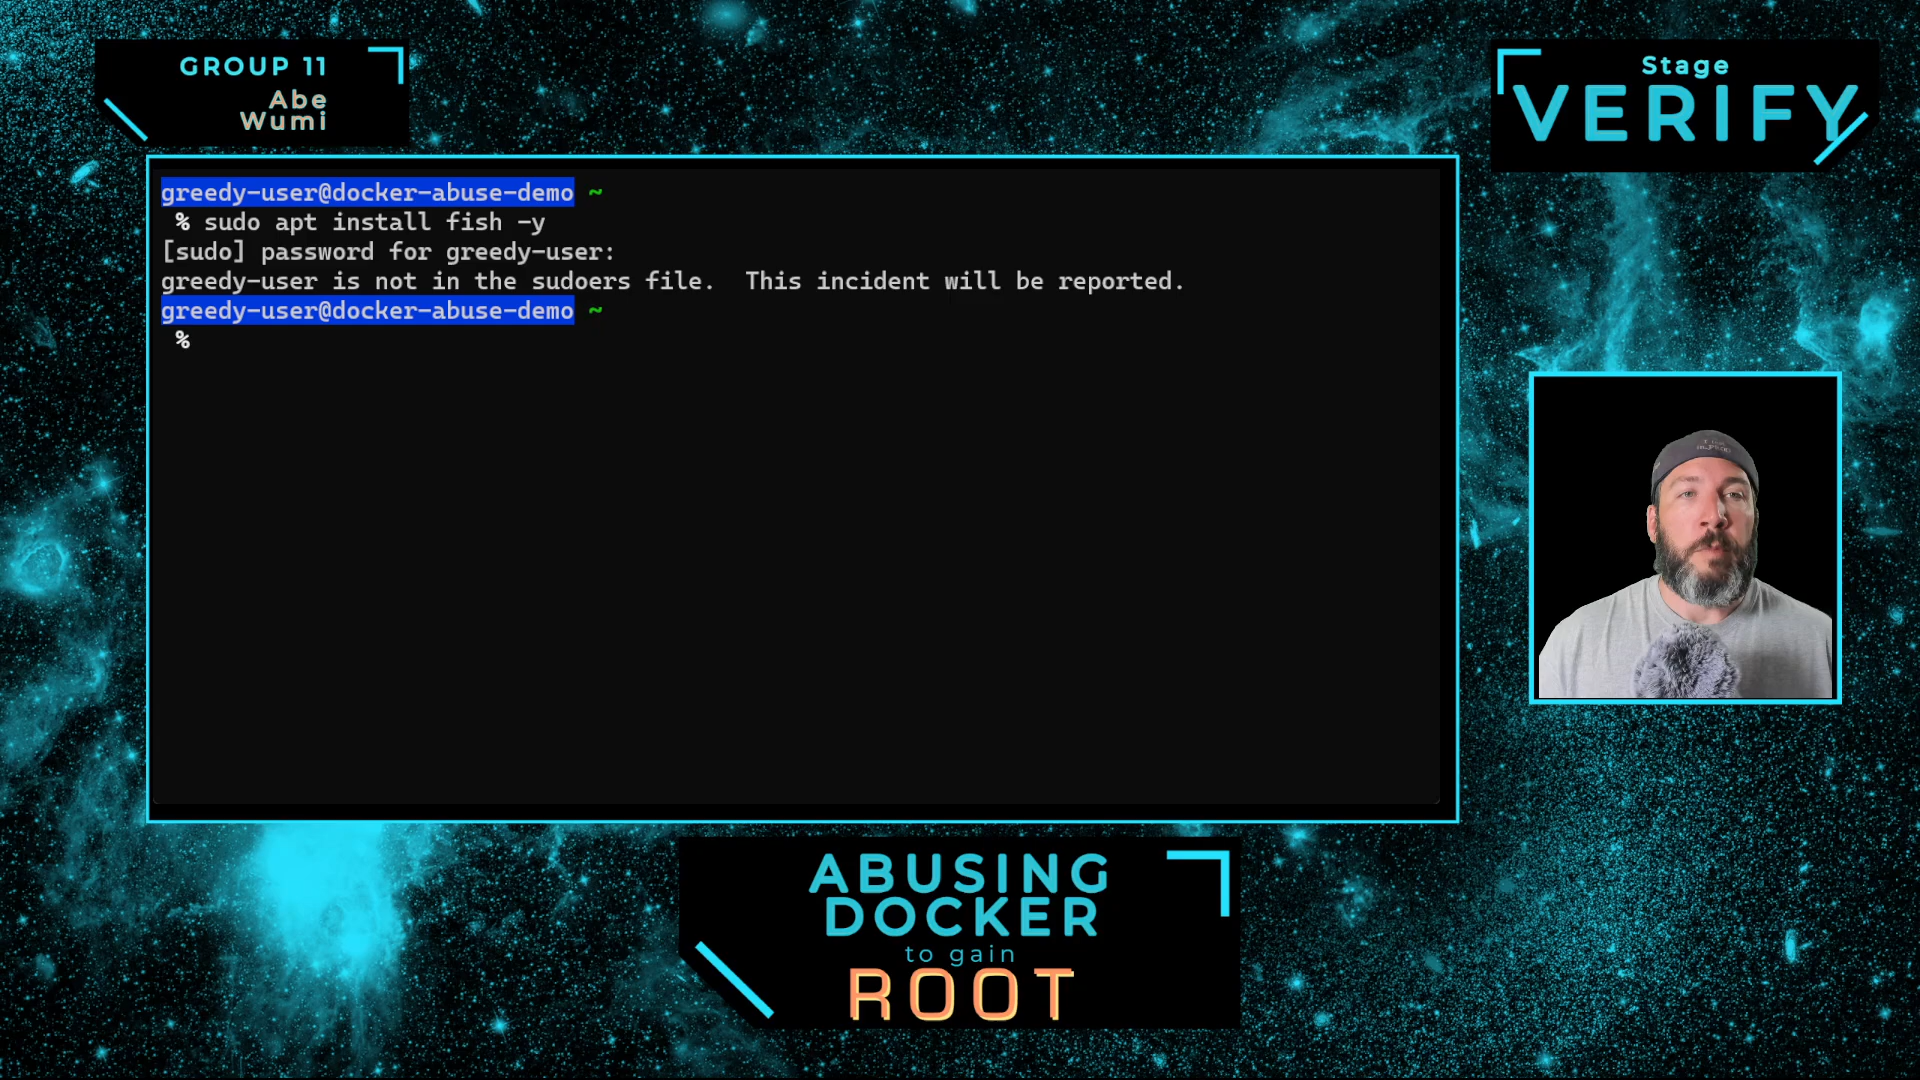 GROUP 11
Abe
Wumi
Stage
VERIFY
greedy-user@docker-abuse-demo ~
% sudo apt install fish -y
[sudo] password for greedy-user:
greedy-user is not in the sudoers file.  This incident will be reported.
greedy-user@docker-abuse-demo ~
%
ABUSING
DOCKER
to gain
ROOT